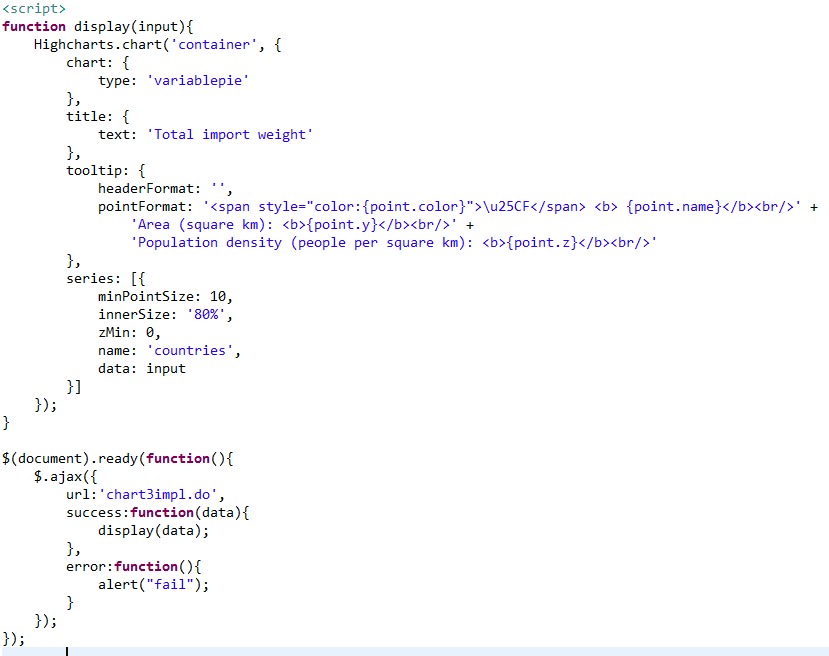 <script>
function display(input){
    Highcharts.chart('container', {
        chart: {
            type: 'variablepie'
        },
        title: {
            text: 'Total import weight'
        },
        tooltip: {
            headerFormat: '',
            pointFormat: '<span style="color:{point.color}">\u25CF</span> <b> {point.name}</b><br/>' +
                'Area (square km): <b>{point.y}</b><br/>' +
                'Population density (people per square km): <b>{point.z}</b><br/>'
        },
        series: [{
            minPointSize: 10,
            innerSize: '80%',
            zMin: 0,
            name: 'countries',
            data: input
        }]
    });
}

$(document).ready(function(){
    $.ajax({
        url:'chart3impl.do',
        success:function(data){
            display(data);
        },
        error:function(){
            alert("fail");
        }
    });
});